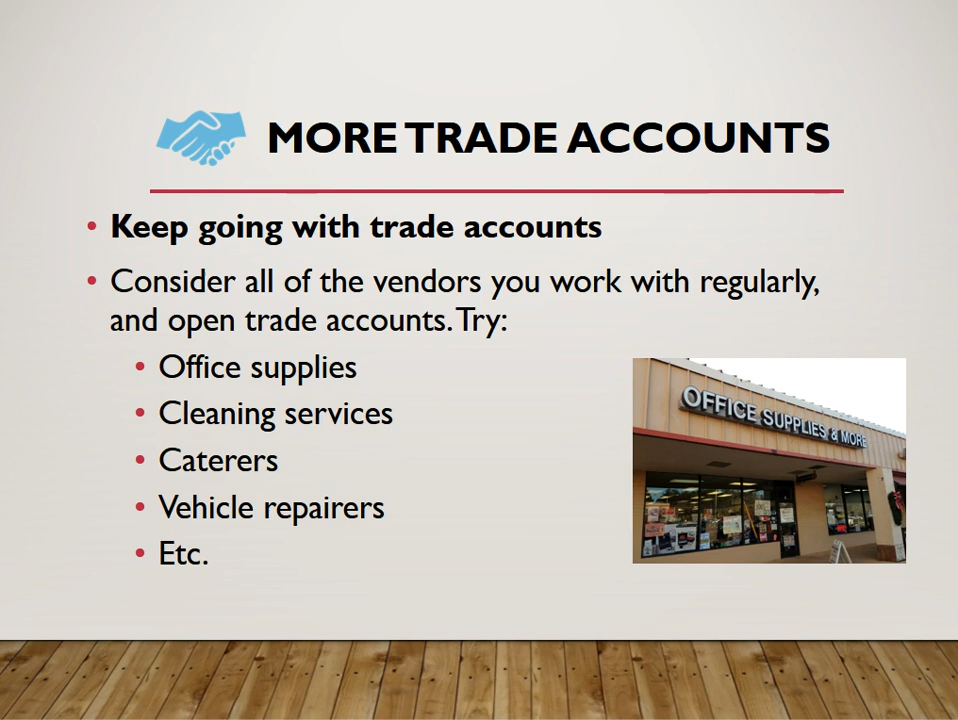 MORE TRADE ACCOUNTS
• Keep going with trade accounts
• Consider all of the vendors you work with regularly,
and open trade accounts. Try:
• Office supplies
• Cleaning services
• Caterers
• Vehicle repairers
• Etc.
OFFICE SUPPLIES & MORE